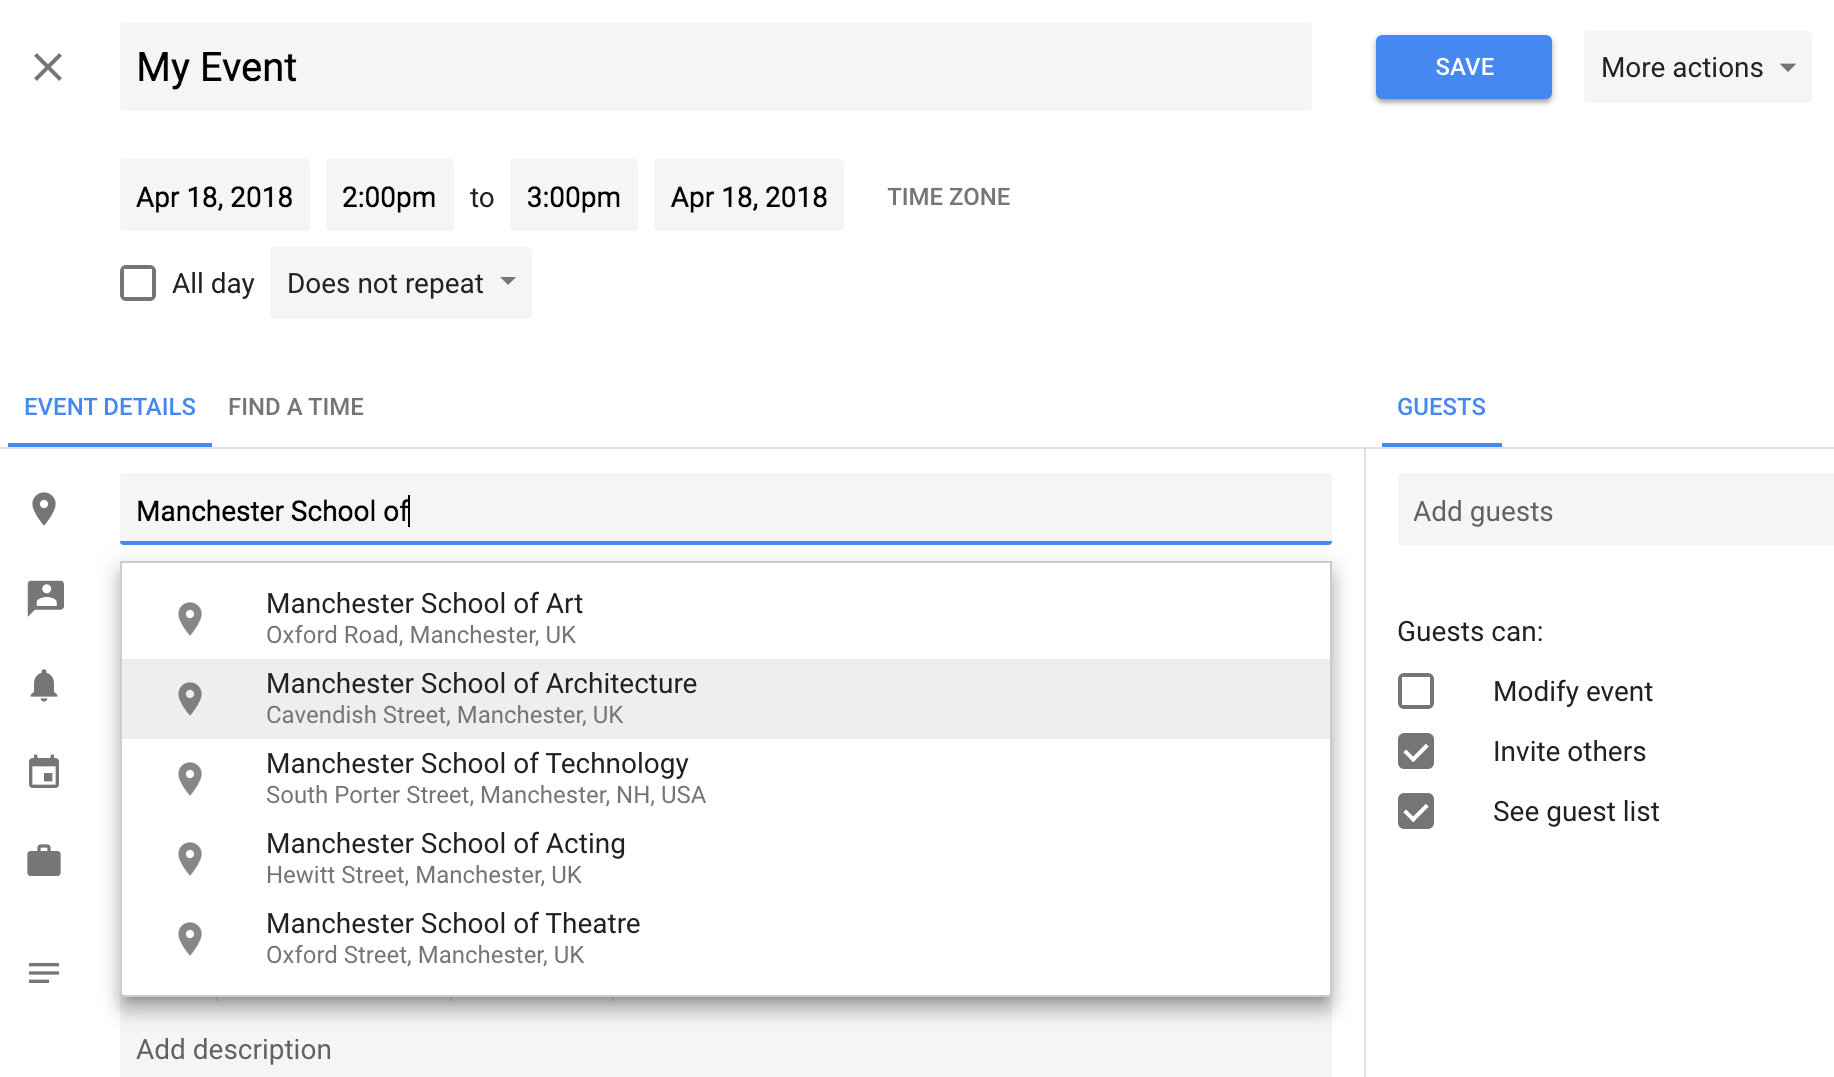 My Event
SAVE
More actions
Apr 18, 2018 2:00pm to 3:00pm Apr 18, 2018 TIME ZONE
All day Does not repeat
EVENT DETAILS FIND A TIME
GUESTS
Manchester School of
Add guests
Manchester School of Art
Oxford Road, Manchester, UK
Manchester School of Architecture
Cavendish Street, Manchester, UK
Manchester School of Technology
South Porter Street, Manchester, NH, USA
Manchester School of Acting
Hewitt Street, Manchester, UK
Manchester School of Theatre
Oxford Street, Manchester, UK
Add description
Guests can:
Modify event
Invite others
See guest list